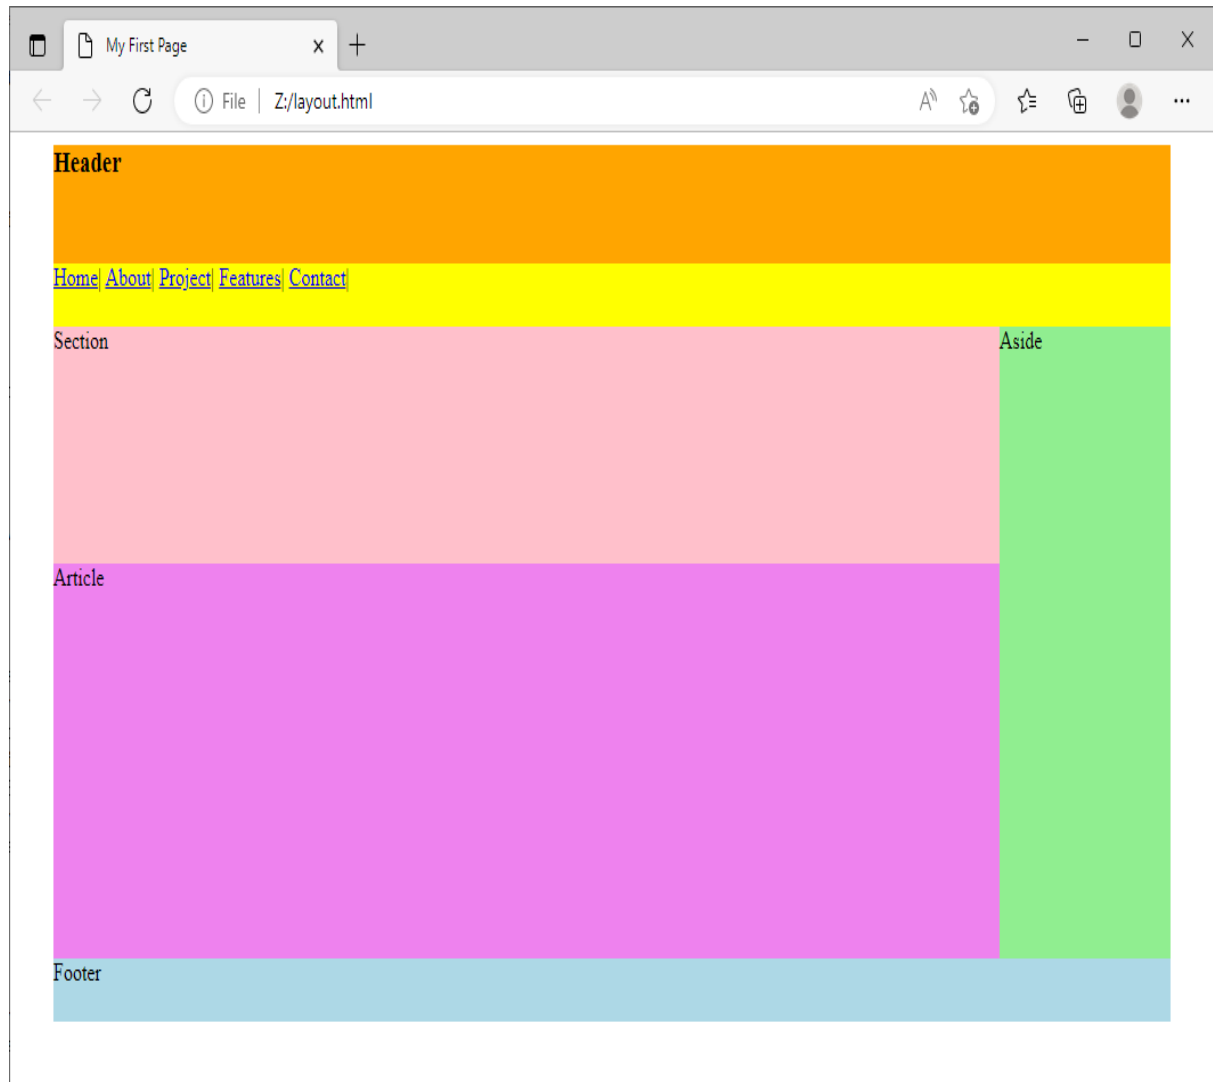 My First Page
File | Z:/layout.html
Header
Home| About| Project| Features| Contact|
Section
Aside
Article
Footer